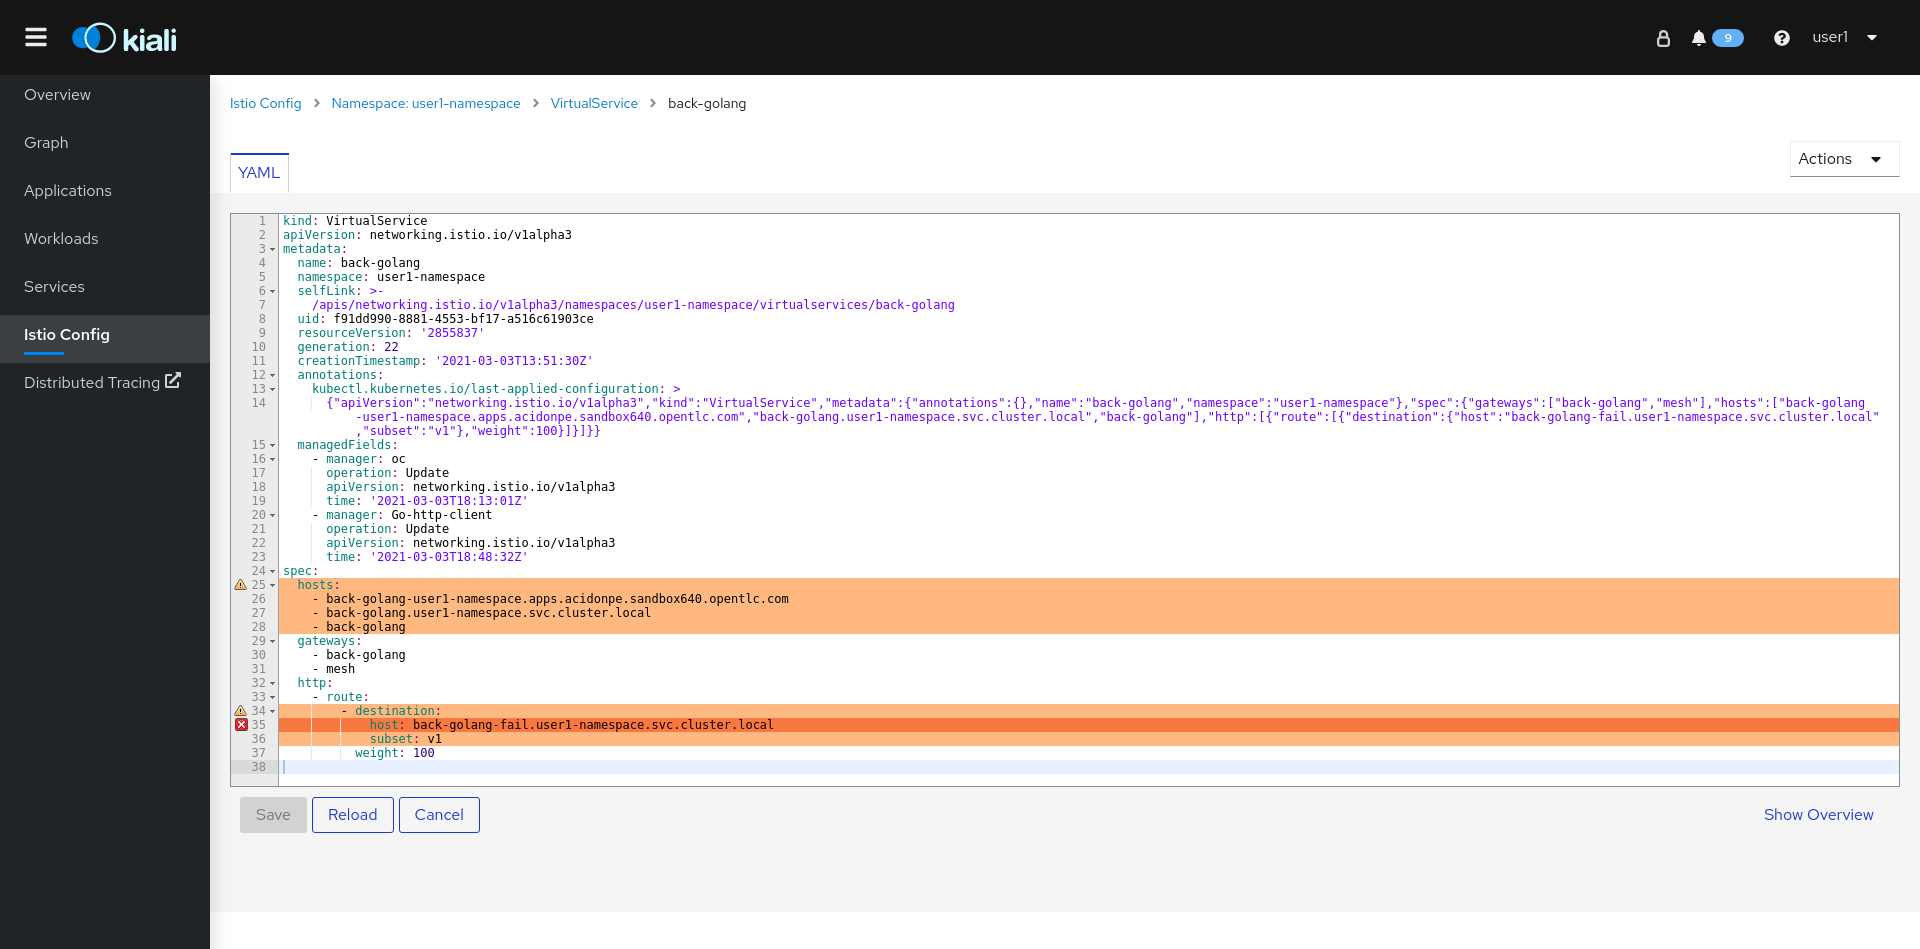 kiali
9
user1
Overview
Graph
Applications
Workloads
Services
Istio Config
Distributed Tracing
Istio Config > Namespace: user1-namespace > VirtualService > back-golang
YAML
Actions
1 kind: VirtualService
2 apiVersion: networking.istio.io/v1alpha3
3 metadata:
4 name: back-golang
5 namespace: user1-namespace
6 selfLink: >-
7 /apis/networking.istio.io/v1alpha3/namespaces/user1-namespace/virtualservices/back-golang
8 uid: f91dd990-8881-4553-bf17-a516c61903ce
9 resourceVersion: '2855837'
10 generation: 22
11 creationTimestamp: '2021-03-03T13:51:30Z'
12 annotations:
13 kubectl.kubernetes.io/last-applied-configuration: >
14 {"apiVersion":"networking.istio.io/v1alpha3","kind":"VirtualService","metadata":{"annotations":{},"name":"back-golang","namespace":"user1-namespace"},"spec":{"gateways":["back-golang","mesh"],"hosts":["back-golang
-user1-namespace.apps.acidonpe.sandbox640.opentlc.com","back-golang.user1-namespace.svc.cluster.local","back-golang"],"http":[{"route":[{"destination":{"host":"back-golang-fail.user1-namespace.svc.cluster.local"
,"subset":"v1"},"weight":100}]}]}}
15 managedFields:
16 - manager: oc
17 operation: Update
18 apiVersion: networking.istio.io/v1alpha3
19 time: '2021-03-03T18:13:01Z'
20 - manager: Go-http-client
21 operation: Update
22 apiVersion: networking.istio.io/v1alpha3
23 time: '2021-03-03T18:48:32Z'
24 spec:
25 hosts:
26 - back-golang-user1-namespace.apps.acidonpe.sandbox640.opentlc.com
27 - back-golang.user1-namespace.svc.cluster.local
28 - back-golang
29 gateways:
30 - back-golang
31 - mesh
32 http:
33 - route:
34 - destination:
35 host: back-golang-fail.user1-namespace.svc.cluster.local
36 subset: v1
37 weight: 100
38
Save
Reload
Cancel
Show Overview